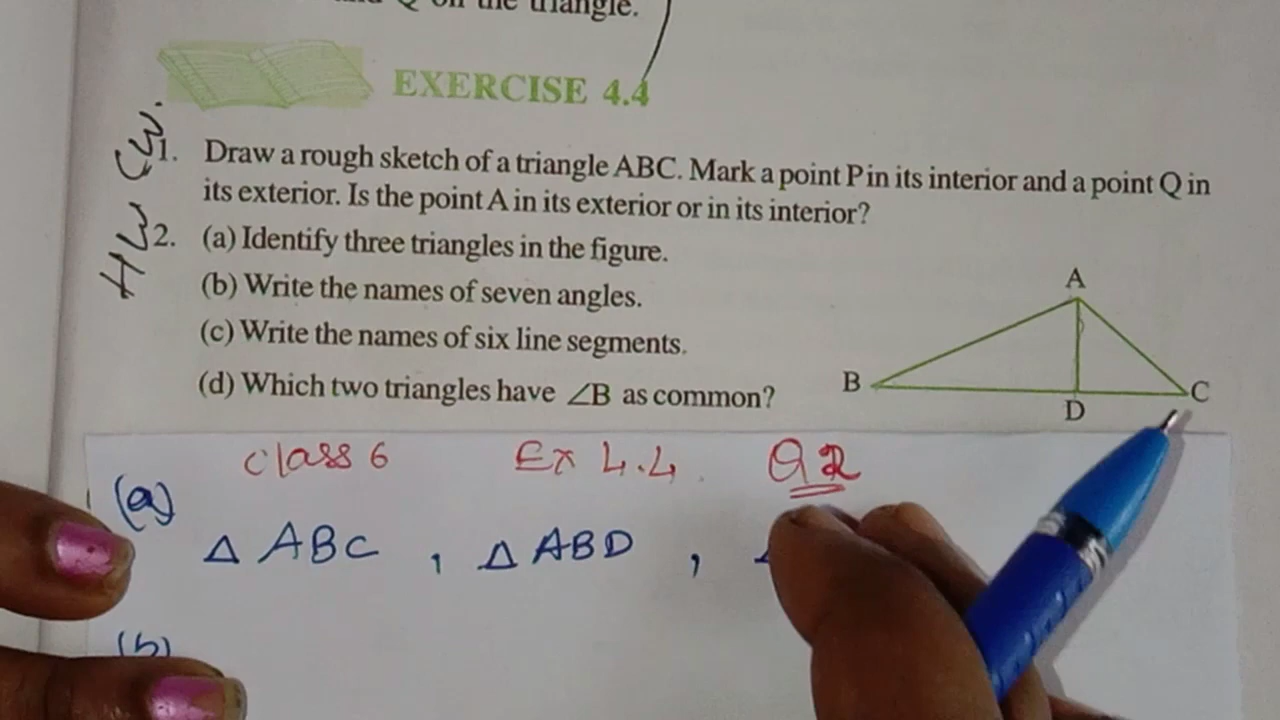 on the triangle.
EXERCISE 4.4
CW.
1. Draw a rough sketch of a triangle ABC. Mark a point P in its interior and a point Q in
its exterior. Is the point A in its exterior or in its interior?
HW
2. (a) Identify three triangles in the figure.
(b) Write the names of seven angles.
(c) Write the names of six line segments.
(d) Which two triangles have ∠B as common?
A
B
C
D
Class 6 Ex 4.4. Q2
(a)
△ ABC , △ ABD ,
(b)